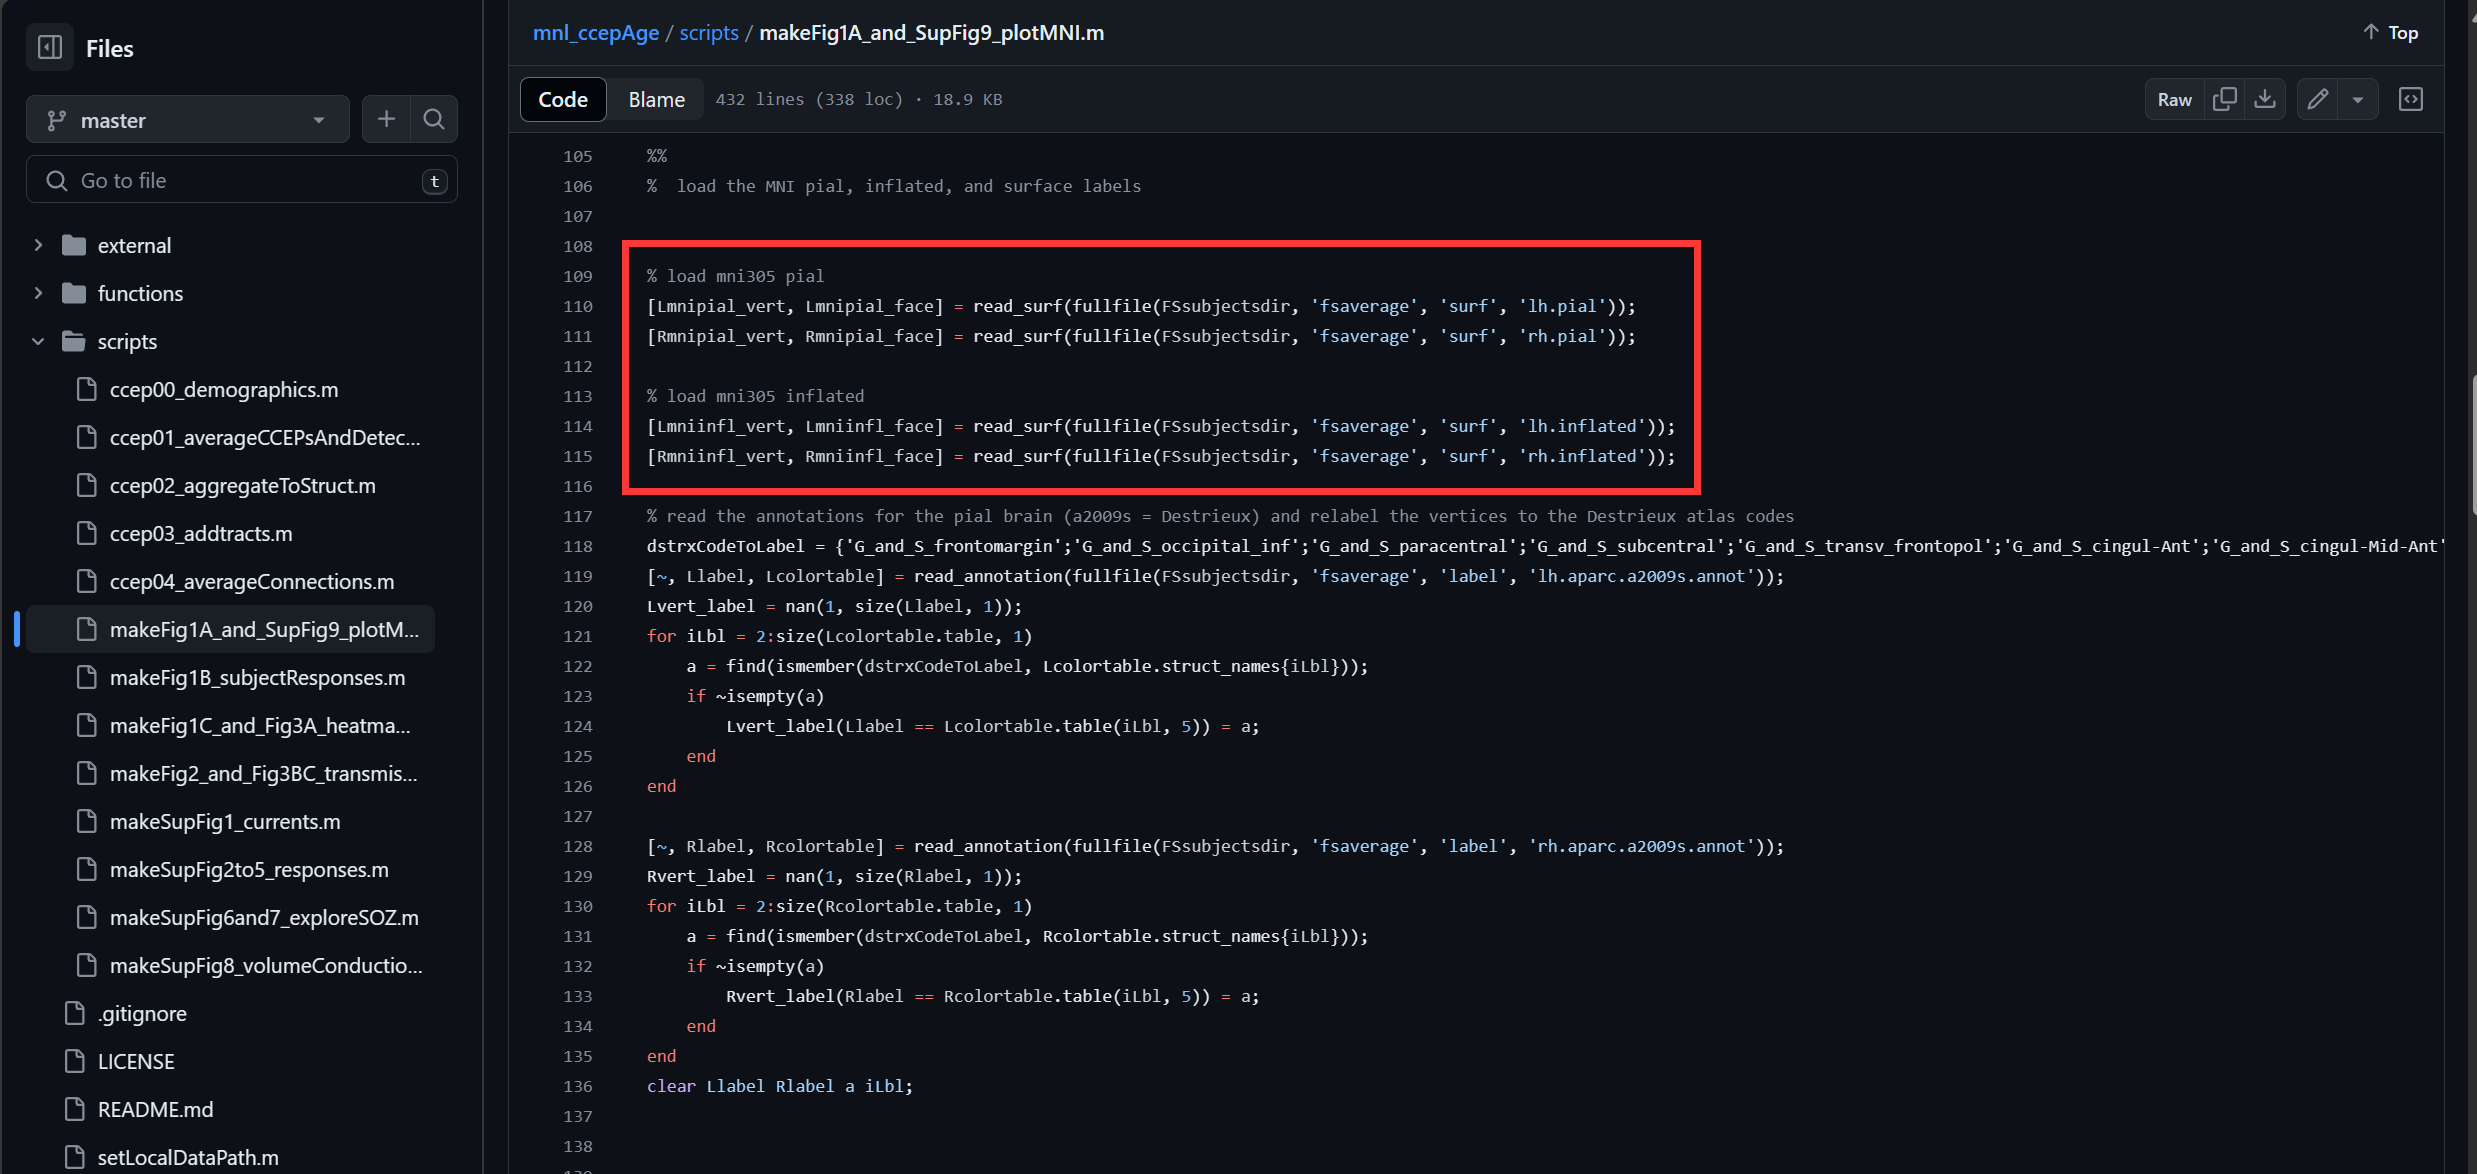 Files
master
Go to file
t
external
functions
scripts
ccep00_demographics.m
ccep01_averageCCEPsAndDetec...
ccep02_aggregateToStruct.m
ccep03_addtracts.m
ccep04_averageConnections.m
makeFig1A_and_SupFig9_plotM...
makeFig1B_subjectResponses.m
makeFig1C_and_Fig3A_heatma...
makeFig2_and_Fig3BC_transmis...
makeSupFig1_currents.m
makeSupFig2to5_responses.m
makeSupFig6and7_exploreSOZ.m
makeSupFig8_volumeConductio...
.gitignore
LICENSE
README.md
setLocalDataPath.m
mnl_ccepAge / scripts / makeFig1A_and_SupFig9_plotMNI.m
Top
Code Blame 432 lines (338 loc) · 18.9 KB
Raw
105 %%
106 %  load the MNI pial, inflated, and surface labels
107
108
109 % load mni305 pial
110 [Lmnipial_vert, Lmnipial_face] = read_surf(fullfile(FSsubjectsdir, 'fsaverage', 'surf', 'lh.pial'));
111 [Rmnipial_vert, Rmnipial_face] = read_surf(fullfile(FSsubjectsdir, 'fsaverage', 'surf', 'rh.pial'));
112
113 % load mni305 inflated
114 [Lmniinfl_vert, Lmniinfl_face] = read_surf(fullfile(FSsubjectsdir, 'fsaverage', 'surf', 'lh.inflated'));
115 [Rmniinfl_vert, Rmniinfl_face] = read_surf(fullfile(FSsubjectsdir, 'fsaverage', 'surf', 'rh.inflated'));
116
117 % read the annotations for the pial brain (a2009s = Destrieux) and relabel the vertices to the Destrieux atlas codes
118 dstrxCodeToLabel = {'G_and_S_frontomargin';'G_and_S_occipital_inf';'G_and_S_paracentral';'G_and_S_subcentral';'G_and_S_transv_frontopol';'G_and_S_cingul-Ant';'G_and_S_cingul-Mid-Ant'
119 [~, Llabel, Lcolortable] = read_annotation(fullfile(FSsubjectsdir, 'fsaverage', 'label', 'lh.aparc.a2009s.annot'));
120 Lvert_label = nan(1, size(Llabel, 1));
121 for iLbl = 2:size(Lcolortable.table, 1)
122     a = find(ismember(dstrxCodeToLabel, Lcolortable.struct_names{iLbl}));
123     if ~isempty(a)
124         Lvert_label(Llabel == Lcolortable.table(iLbl, 5)) = a;
125     end
126 end
127
128 [~, Rlabel, Rcolortable] = read_annotation(fullfile(FSsubjectsdir, 'fsaverage', 'label', 'rh.aparc.a2009s.annot'));
129 Rvert_label = nan(1, size(Rlabel, 1));
130 for iLbl = 2:size(Rcolortable.table, 1)
131     a = find(ismember(dstrxCodeToLabel, Rcolortable.struct_names{iLbl}));
132     if ~isempty(a)
133         Rvert_label(Rlabel == Rcolortable.table(iLbl, 5)) = a;
134     end
135 end
136 clear Llabel Rlabel a iLbl;
137
138